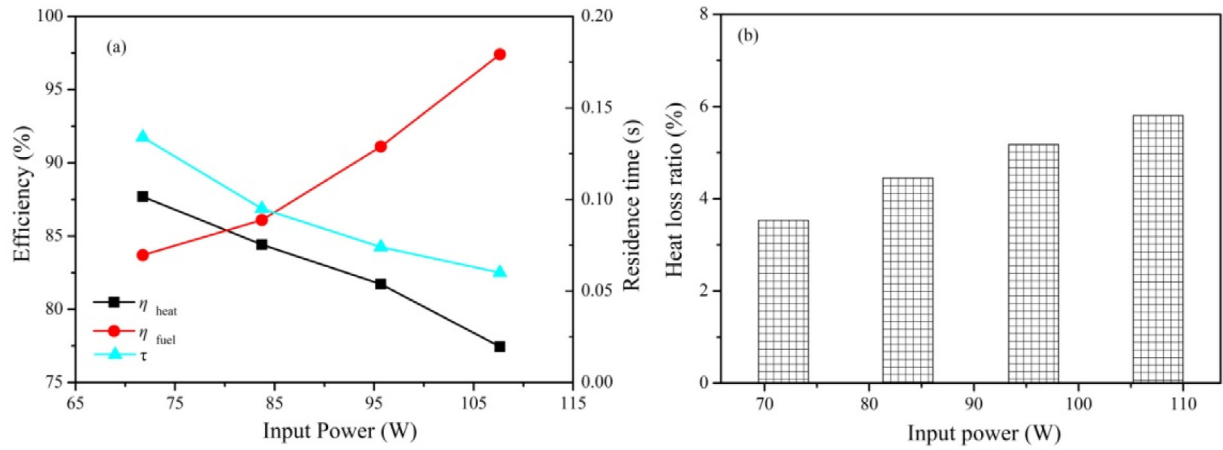 (a)
Efficiency (%)
100
95
90
85
80
75
0.20
0.15
0.10
0.05
0.00
Residence time (s)
η heat
η fuel
τ
65 75 85 95 105 115
Input Power (W)
(b)
Heat loss ratio (%)
8
6
4
2
0
70 80 90 100 110
Input power (W)